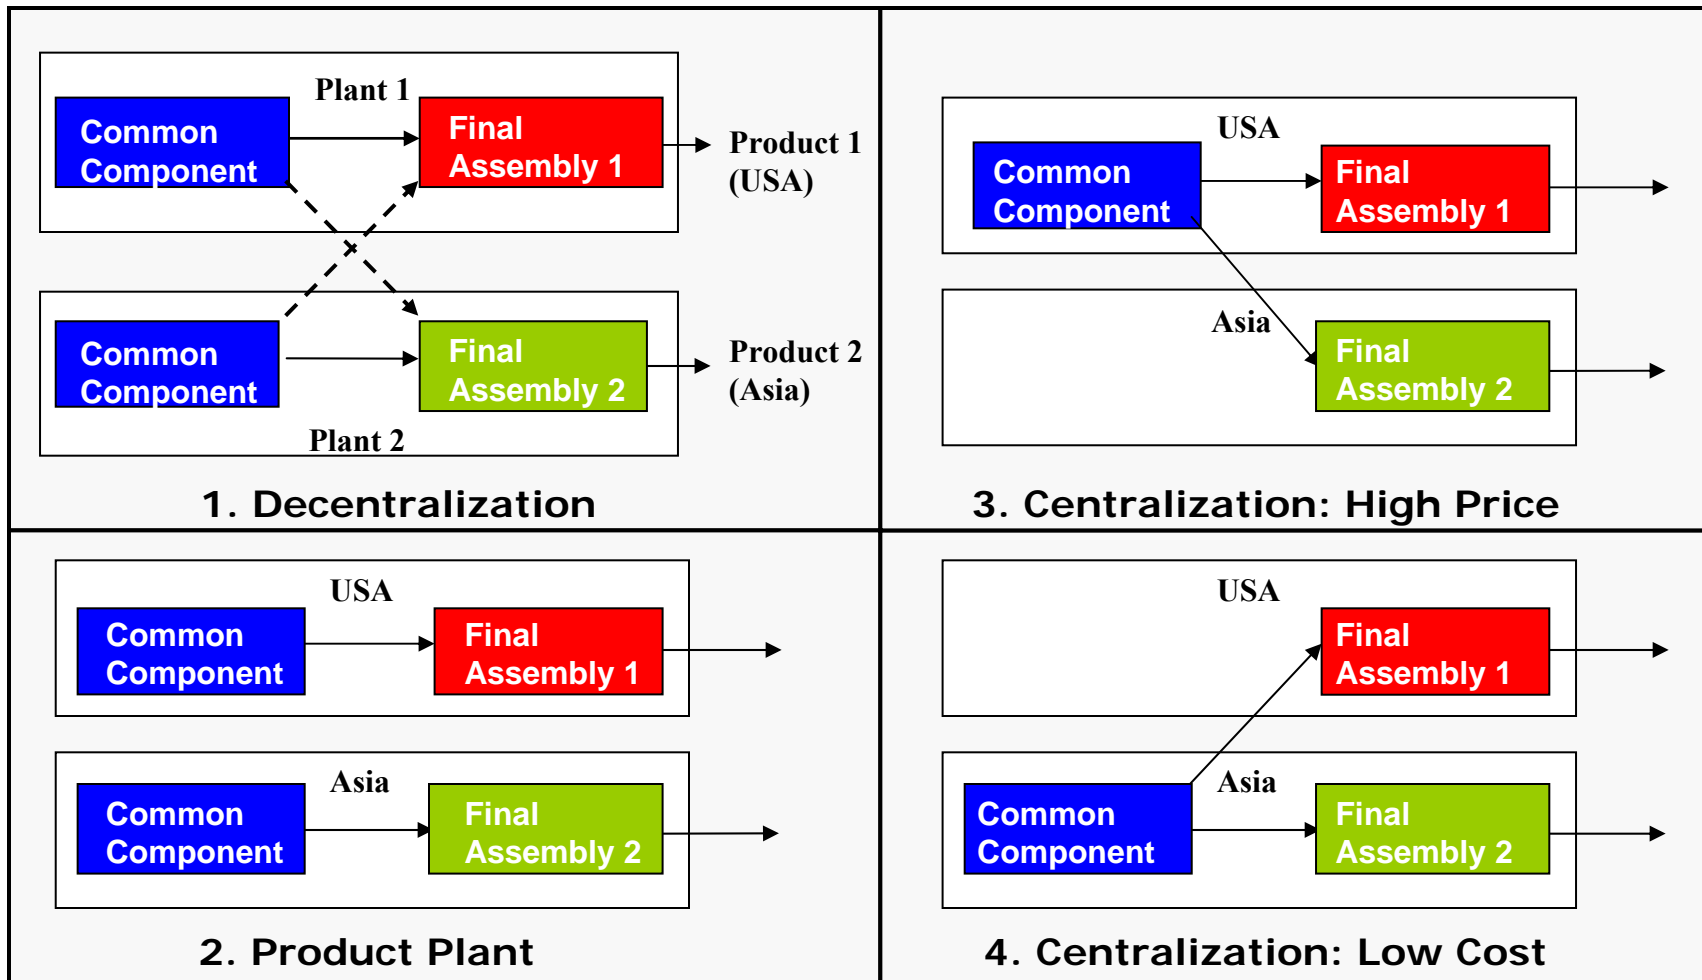 Plant 1
Common
Component
Final
Assembly 1
Product 1
(USA)
Common
Component
Final
Assembly 2
Product 2
(Asia)
Plant 2
1. Decentralization
USA
Common
Component
Final
Assembly 1
Asia
Final
Assembly 2
3. Centralization: High Price
USA
Common
Component
Final
Assembly 1
Asia
Common
Component
Final
Assembly 2
2. Product Plant
USA
Final
Assembly 1
Asia
Common
Component
Final
Assembly 2
4. Centralization: Low Cost